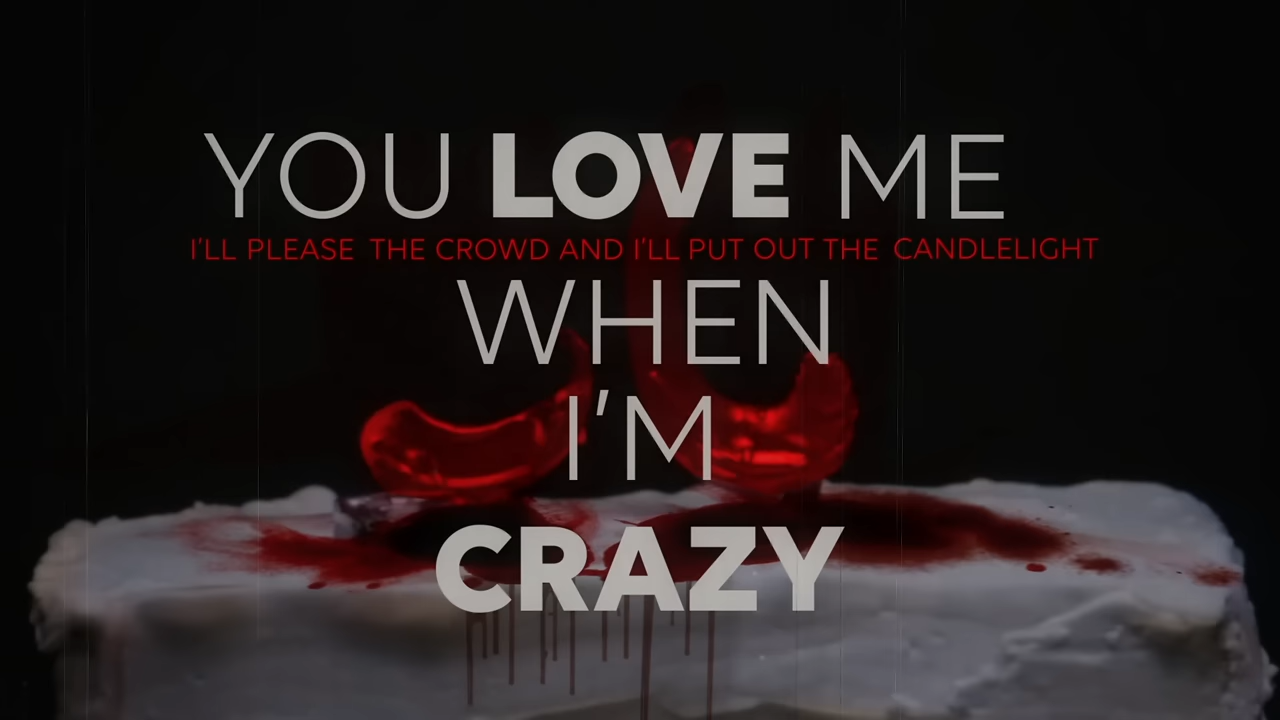 YOU LOVE ME
I'LL PLEASE THE CROWD AND I'LL PUT OUT THE CANDLELIGHT
WHEN
I'M
CRAZY